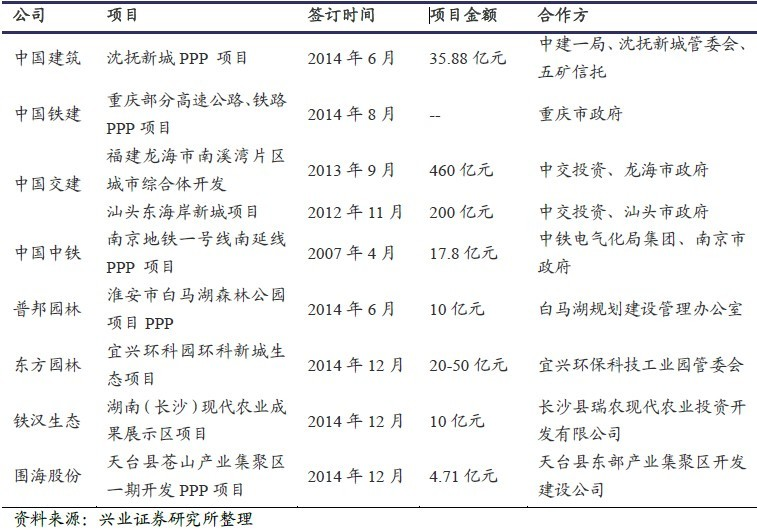 公司 项目 签订时间 项目金额 合作方
中国建筑 沈抚新城 PPP 项目 2014 年 6 月 35.88 亿元 中建一局、沈抚新城管委会、
五矿信托
中国铁建 重庆部分高速公路、铁路
PPP 项目 2014 年 8 月 -- 重庆市政府
中国交建 福建龙海市南溪湾片区
城市综合体开发 2013 年 9 月 460 亿元 中交投资、龙海市政府
汕头东海岸新城项目 2012 年 11 月 200 亿元 中交投资、汕头市政府
中国中铁 南京地铁一号线南延线
PPP 项目 2007 年 4 月 17.8 亿元 中铁电气化局集团、南京市
政府
普邦园林 淮安市白马湖森林公园
项目 PPP 2014 年 6 月 10 亿元 白马湖规划建设管理办公室
东方园林 宜兴环科园环科新城生
态项目 2014 年 12 月 20-50 亿元 宜兴环保科技工业园管委会
铁汉生态 湖南(长沙)现代农业成
果展示区项目 2014 年 12 月 10 亿元 长沙县瑞农现代农业投资开
发有限公司
围海股份 天台县苍山产业集聚区
一期开发 PPP 项目 2014 年 12 月 4.71 亿元 天台县东部产业集聚区开发
建设公司
资料来源：兴业证券研究所整理